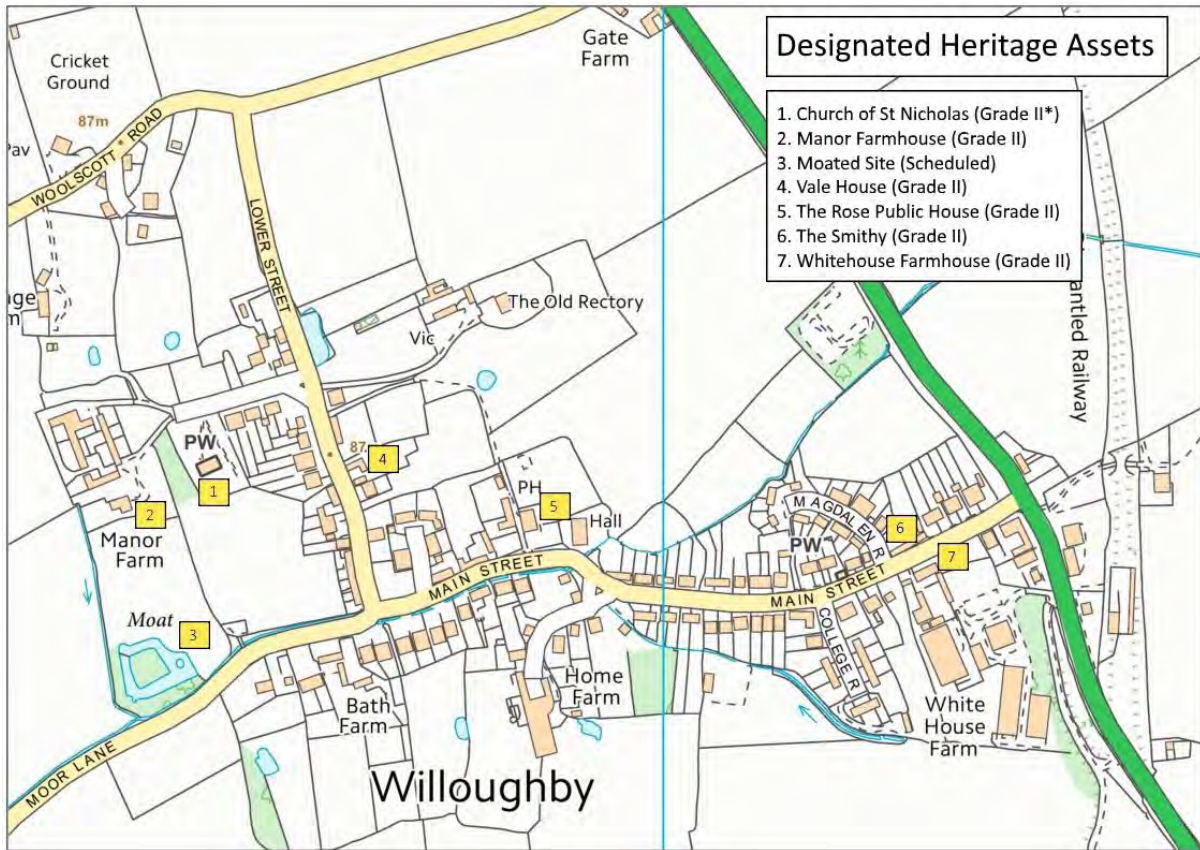 Designated Heritage Assets
1. Church of St Nicholas (Grade II*)
2. Manor Farmhouse (Grade II)
3. Moated Site (Scheduled)
4. Vale House (Grade II)
5. The Rose Public House (Grade II)
6. The Smithy (Grade II)
7. Whitehouse Farmhouse (Grade II)
Gate
Farm
Cricket
Ground
87m
Pav
WOOLSCOTT ROAD
LOWER STREET
The Old Rectory
Vic
antled Railway
PW
87
4
1
2
Manor
Farm
PH
5
Hall
MAGDALEN R
6
PW
7
MAIN STREET
MAIN STREET
COLLEGE R
Moat
3
Home
Farm
Bath
Farm
White
House
Farm
MOOR LANE
Willoughby